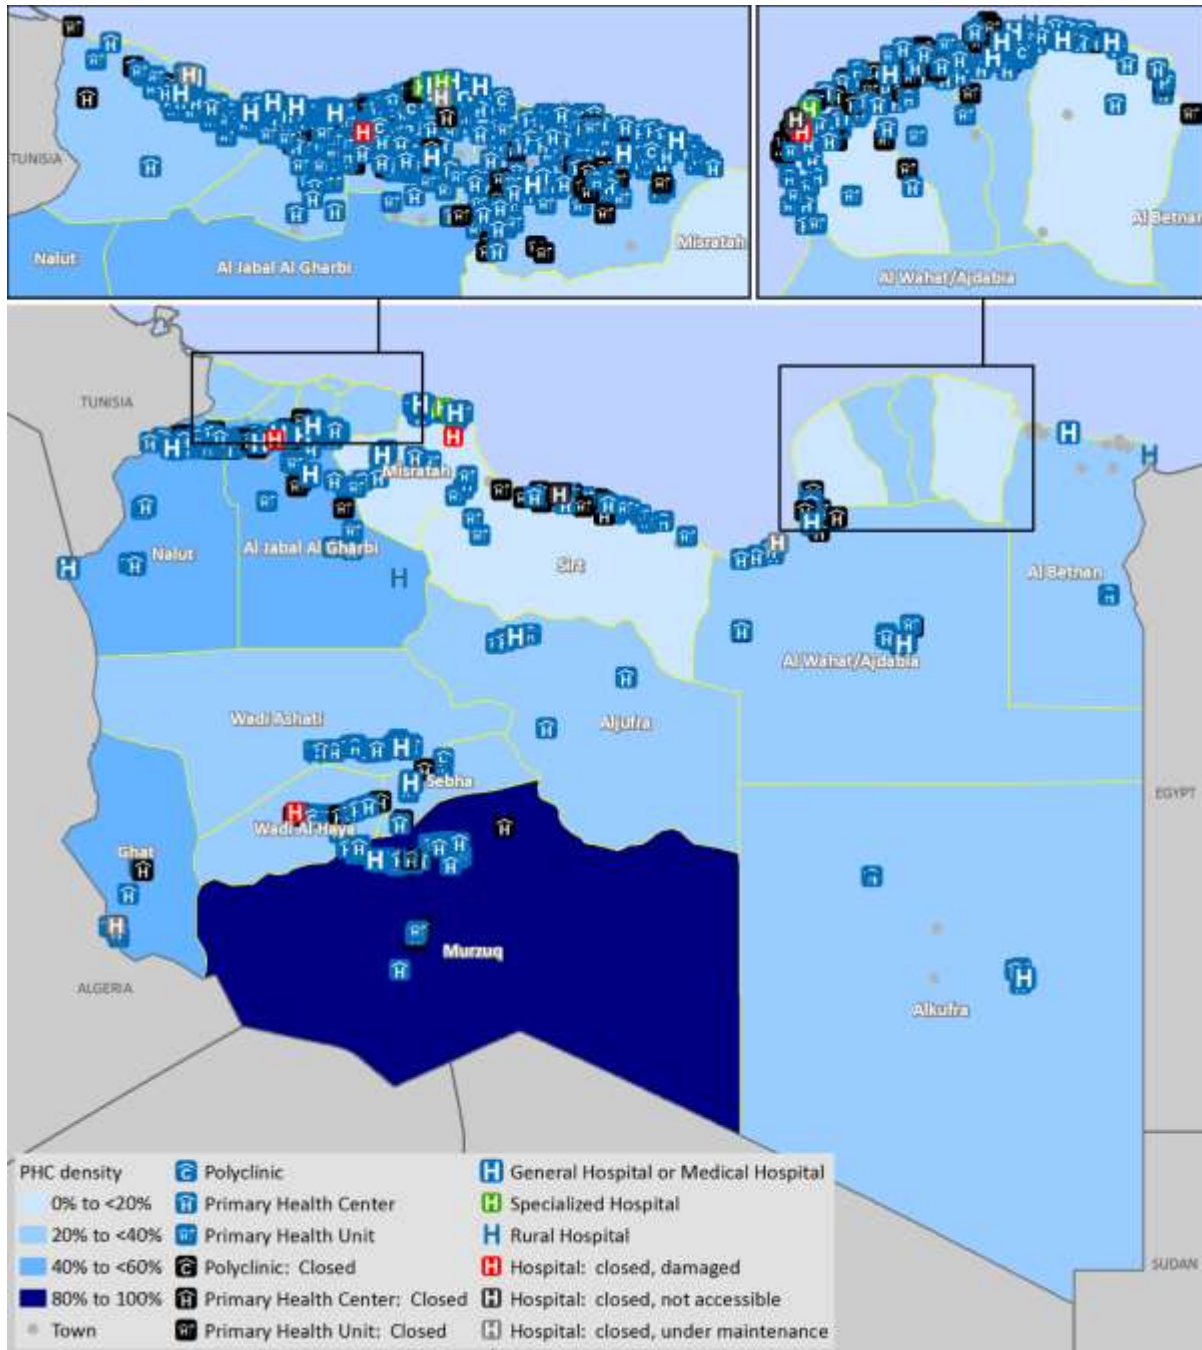 TUNISIA
Nalut
Al Jabal Al Gharbi
Misratah
Al Betnan
Al Wahat/Ajdabia
TUNISIA
Misratah
Nalut
Al Jabal Al Gharbi
Sirt
Al Betnan
Al Wahat/Ajdabia
Wadi Ashati
Aljufra
Sebha
EGYPT
Wadi Al Haya
Ghat
Murzuq
ALGERIA
Alkufra
SUDAN
PHC density
0% to <20%
20% to <40%
40% to <60%
80% to 100%
Town
Polyclinic
Primary Health Center
Primary Health Unit
Polyclinic: Closed
Primary Health Center: Closed
Primary Health Unit: Closed
General Hospital or Medical Hospital
Specialized Hospital
Rural Hospital
Hospital: closed, damaged
Hospital: closed, not accessible
Hospital: closed, under maintenance